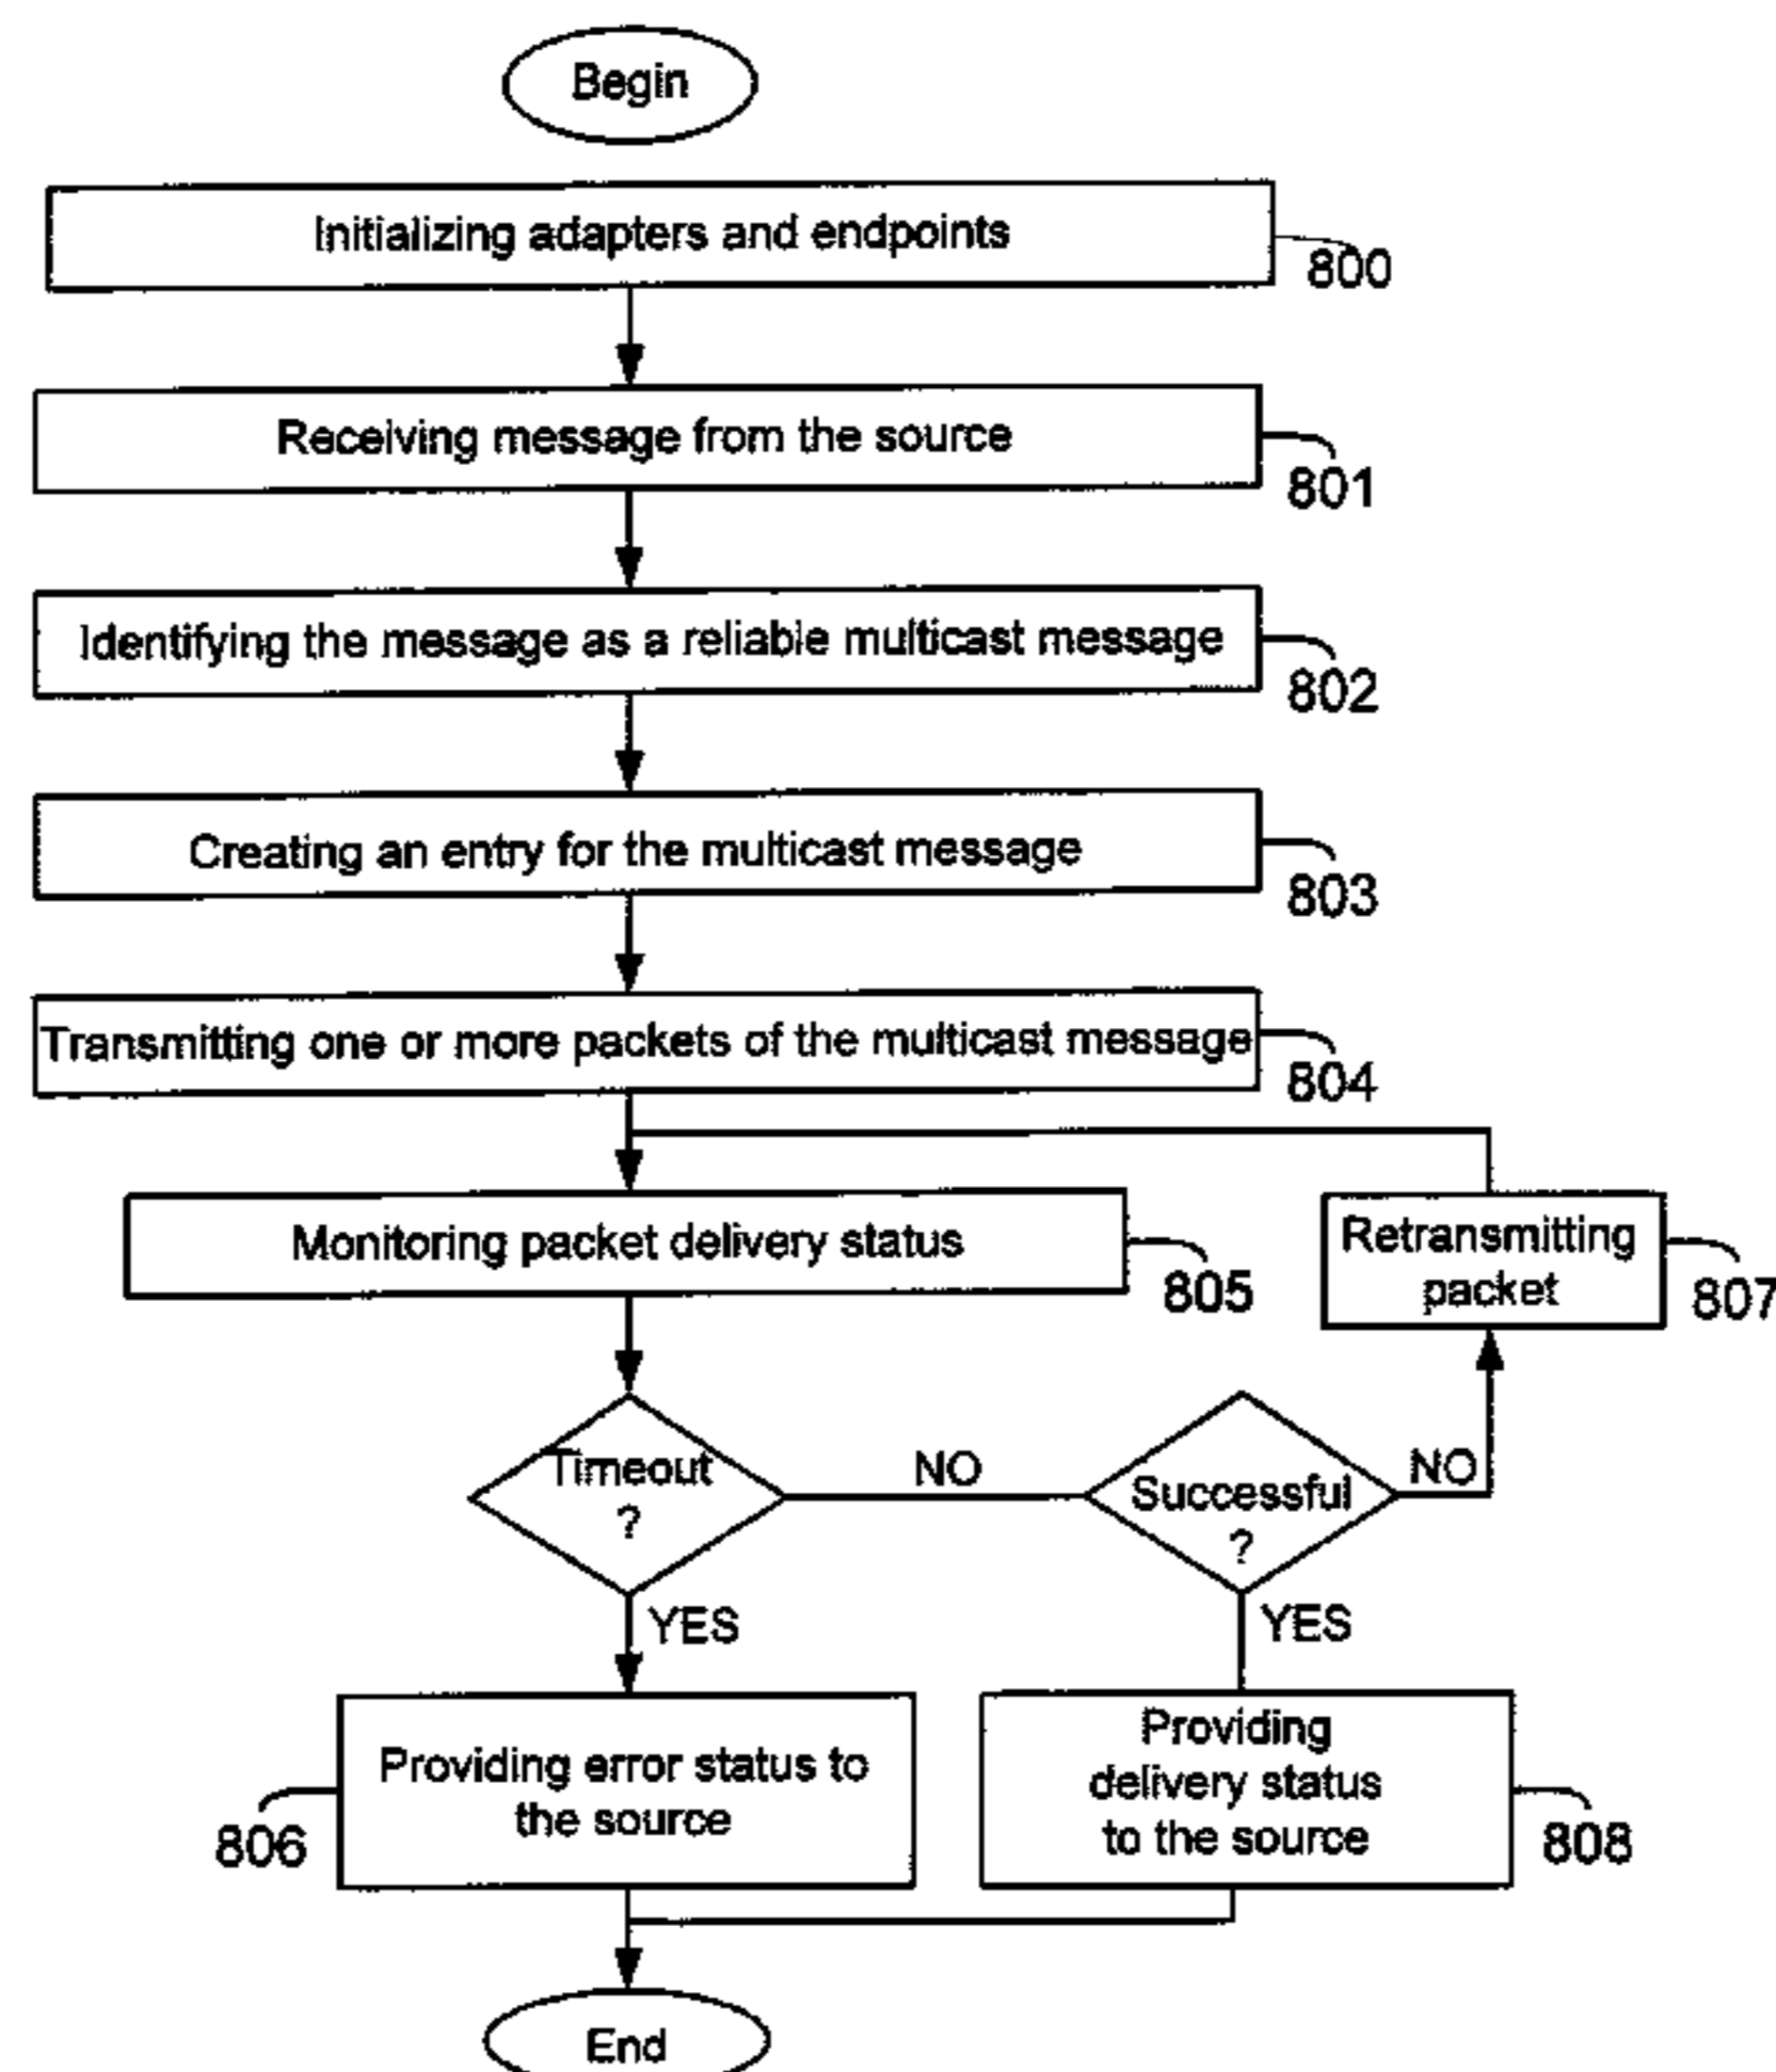 Begin
Initializing adapters and endpoints
800
Receiving message from the source
801
Identifying the message as a reliable multicast message
802
Creating an entry for the multicast message
803
Transmitting one or more packets of the multicast message
804
Monitoring packet delivery status
805
Retransmitting
packet
807
Timeout
?
NO
Successful
?
NO
YES
YES
Providing error status to
the source
806
Providing
delivery status
to the source
808
End